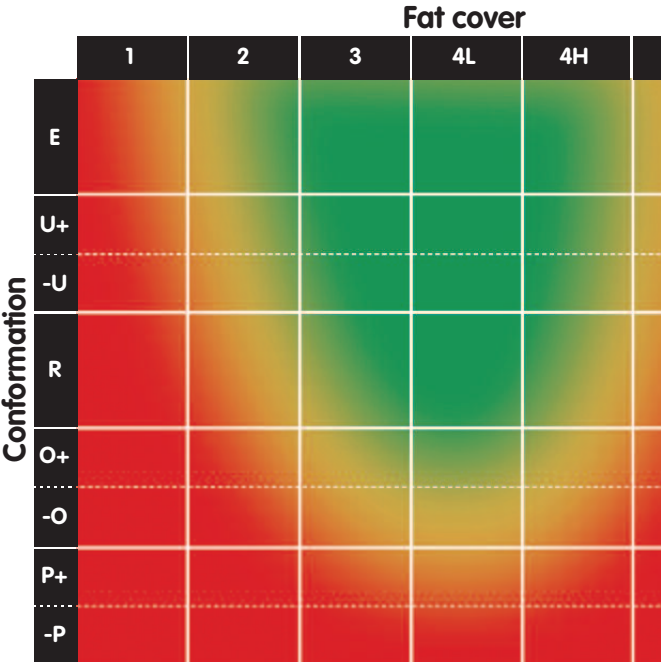 Fat cover
1 2 3 4L 4H
Conformation
E
U+
-U
R
O+
-O
P+
-P